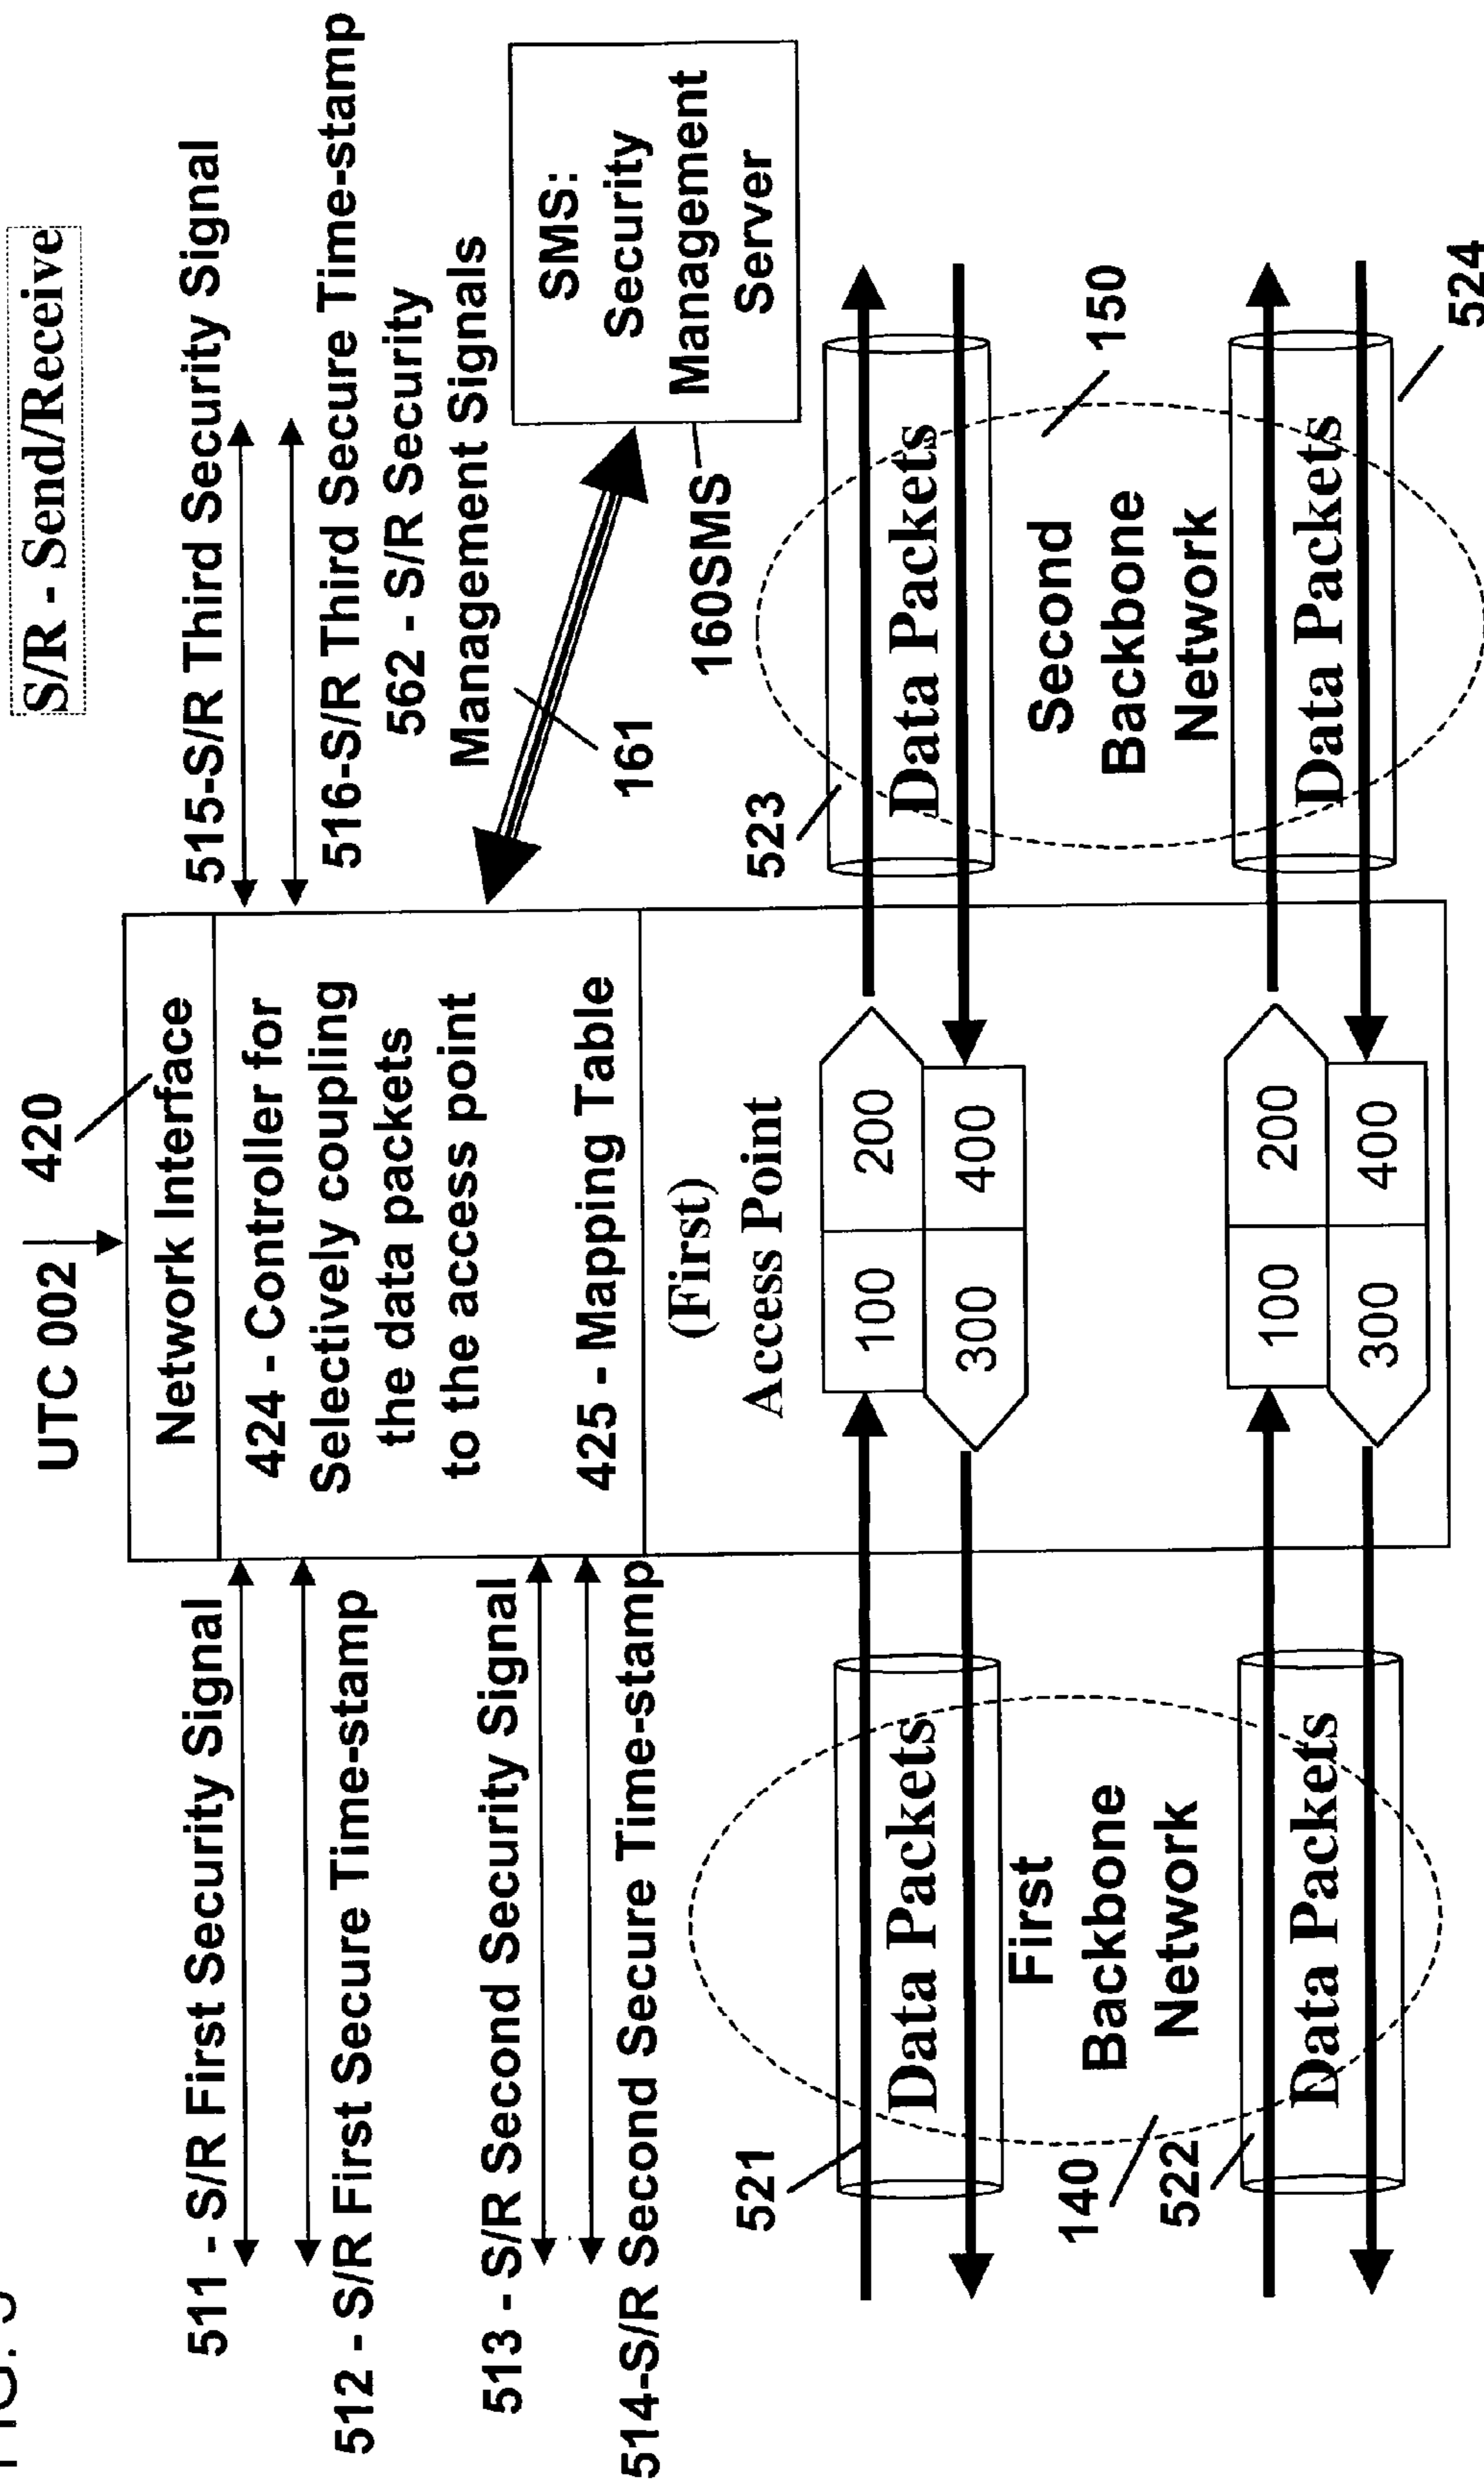 S/R - Send/Receive
UTC 002
420
Network Interface
424 - Controller for
Selectively coupling
the data packets
to the access point
425 - Mapping Table
(First)
Access Point
511 - S/R First Security Signal
512 - S/R First Secure Time-stamp
513 - S/R Second Security Signal
514-S/R Second Secure Time-stamp
515-S/R Third Security Signal
516-S/R Third Secure Time-stamp
562 - S/R Security
Management Signals
161
SMS:
Security
Management
Server
160SMS
521
Data Packets
First
Backbone
Network
140
522
Data Packets
100
200
300
400
100
200
300
400
523
Data Packets
150
Second
Backbone
Network
Data Packets
524